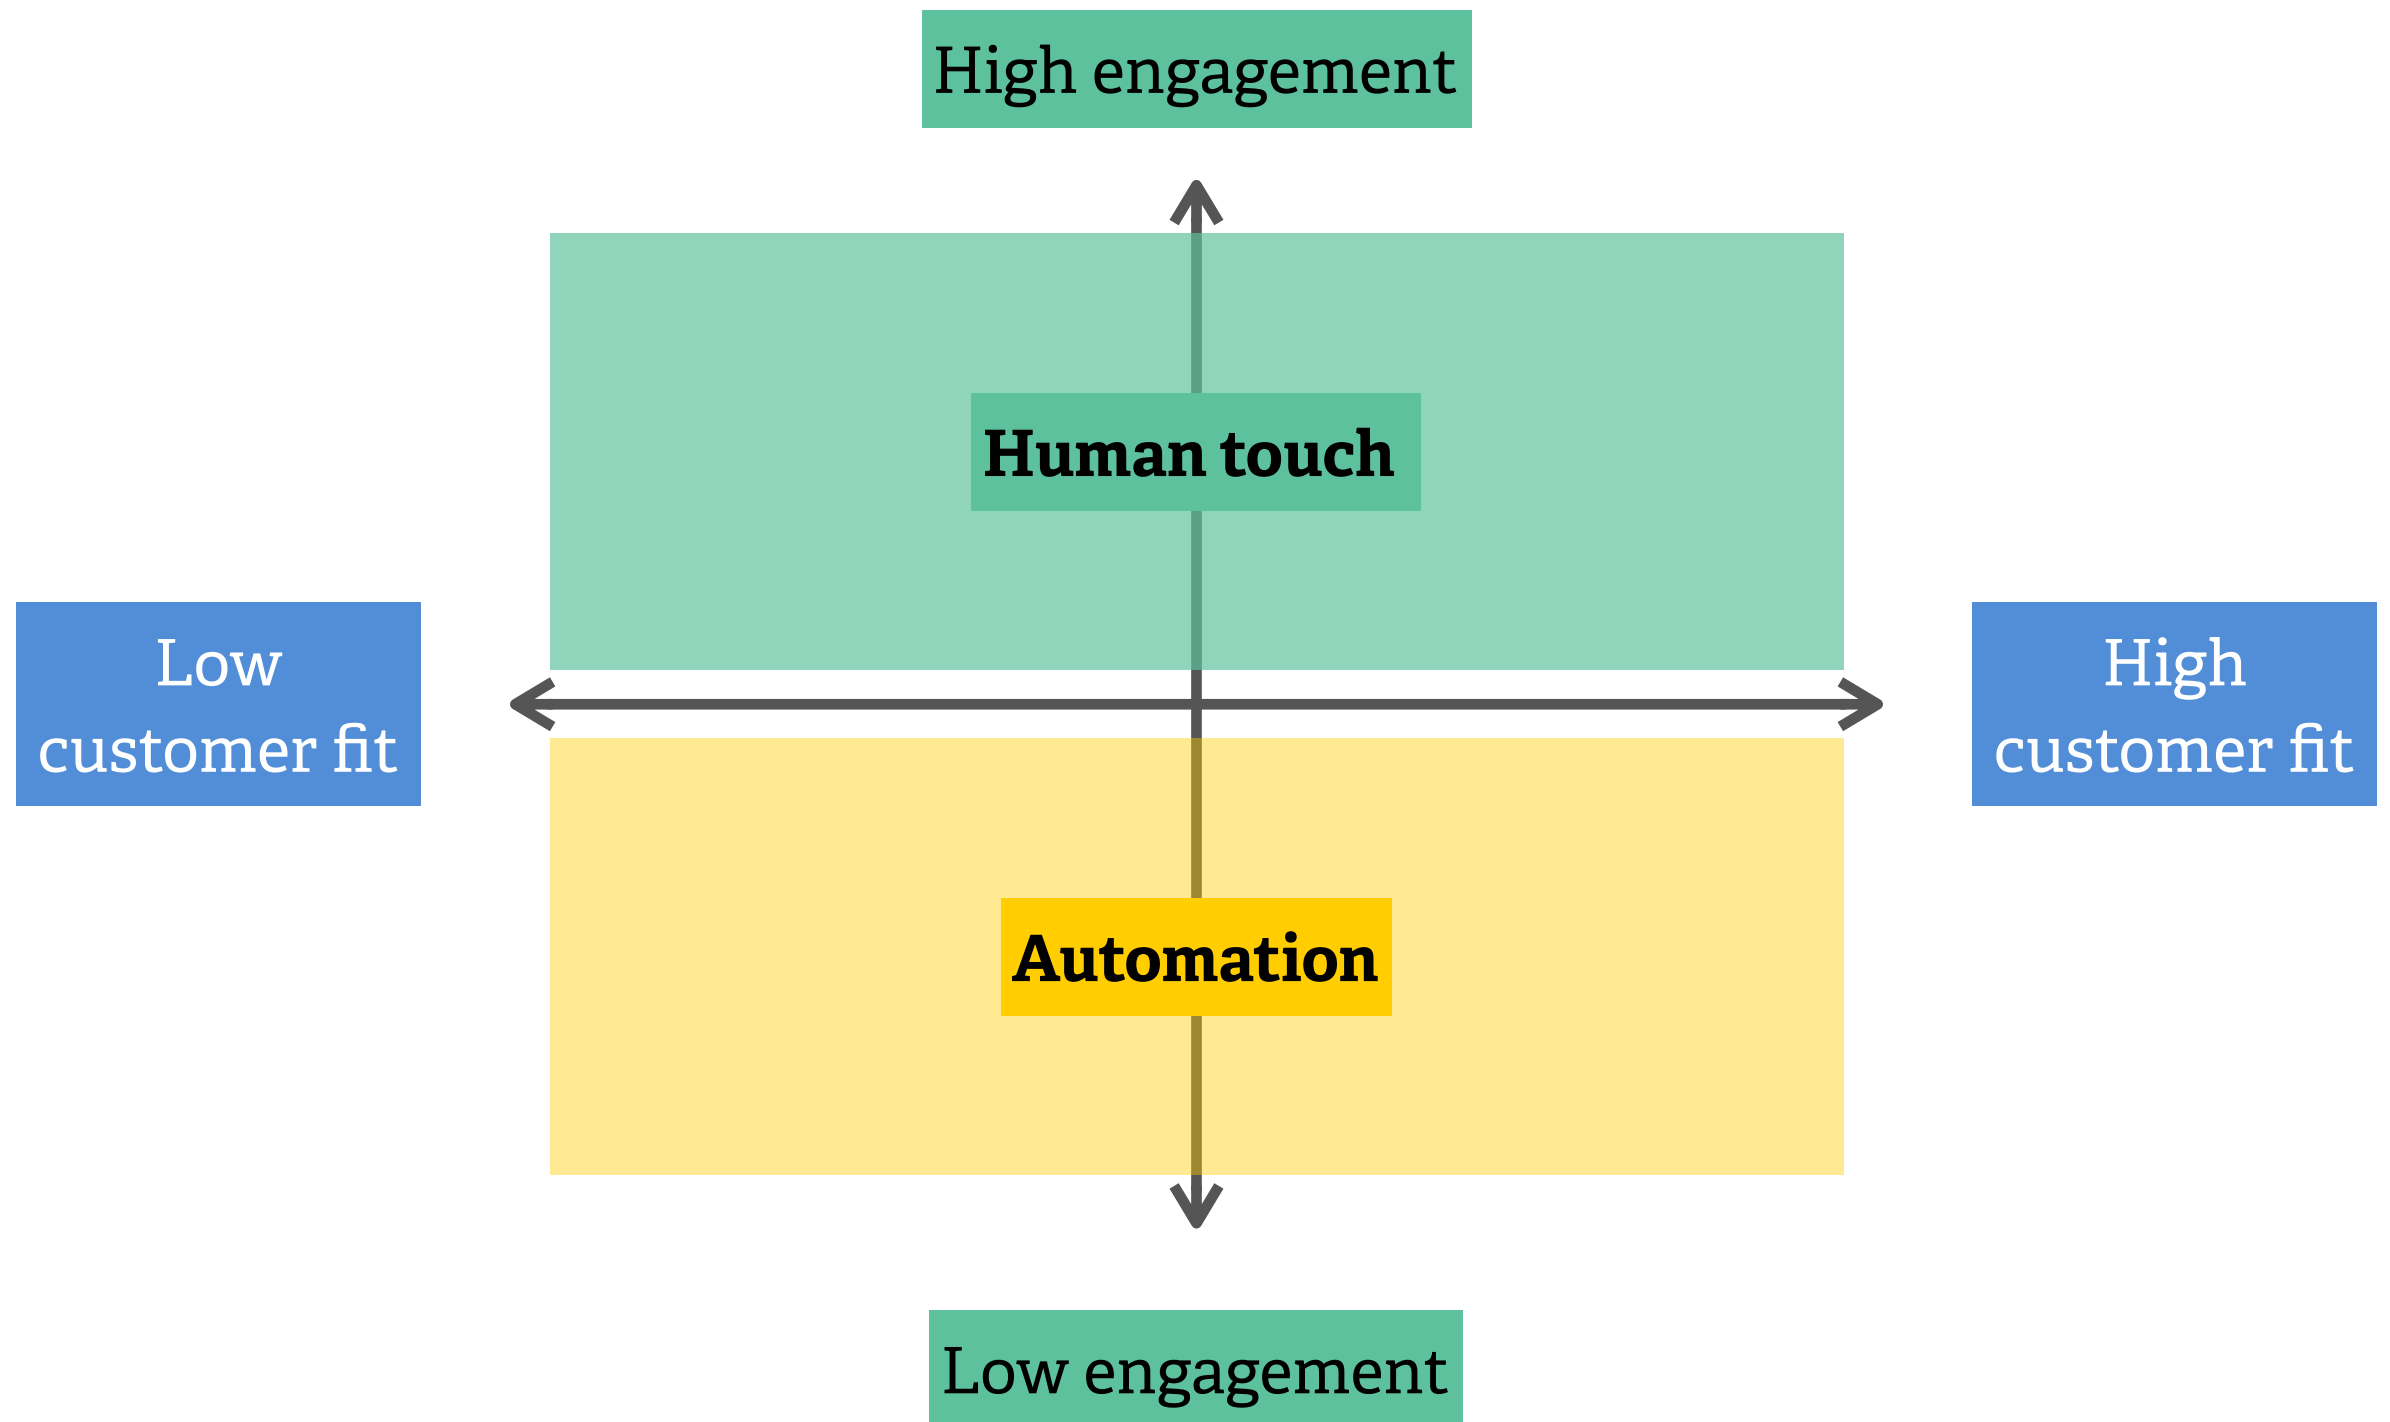 High engagement
Human touch
Low
customer fit
High
customer fit
Automation
Low engagement